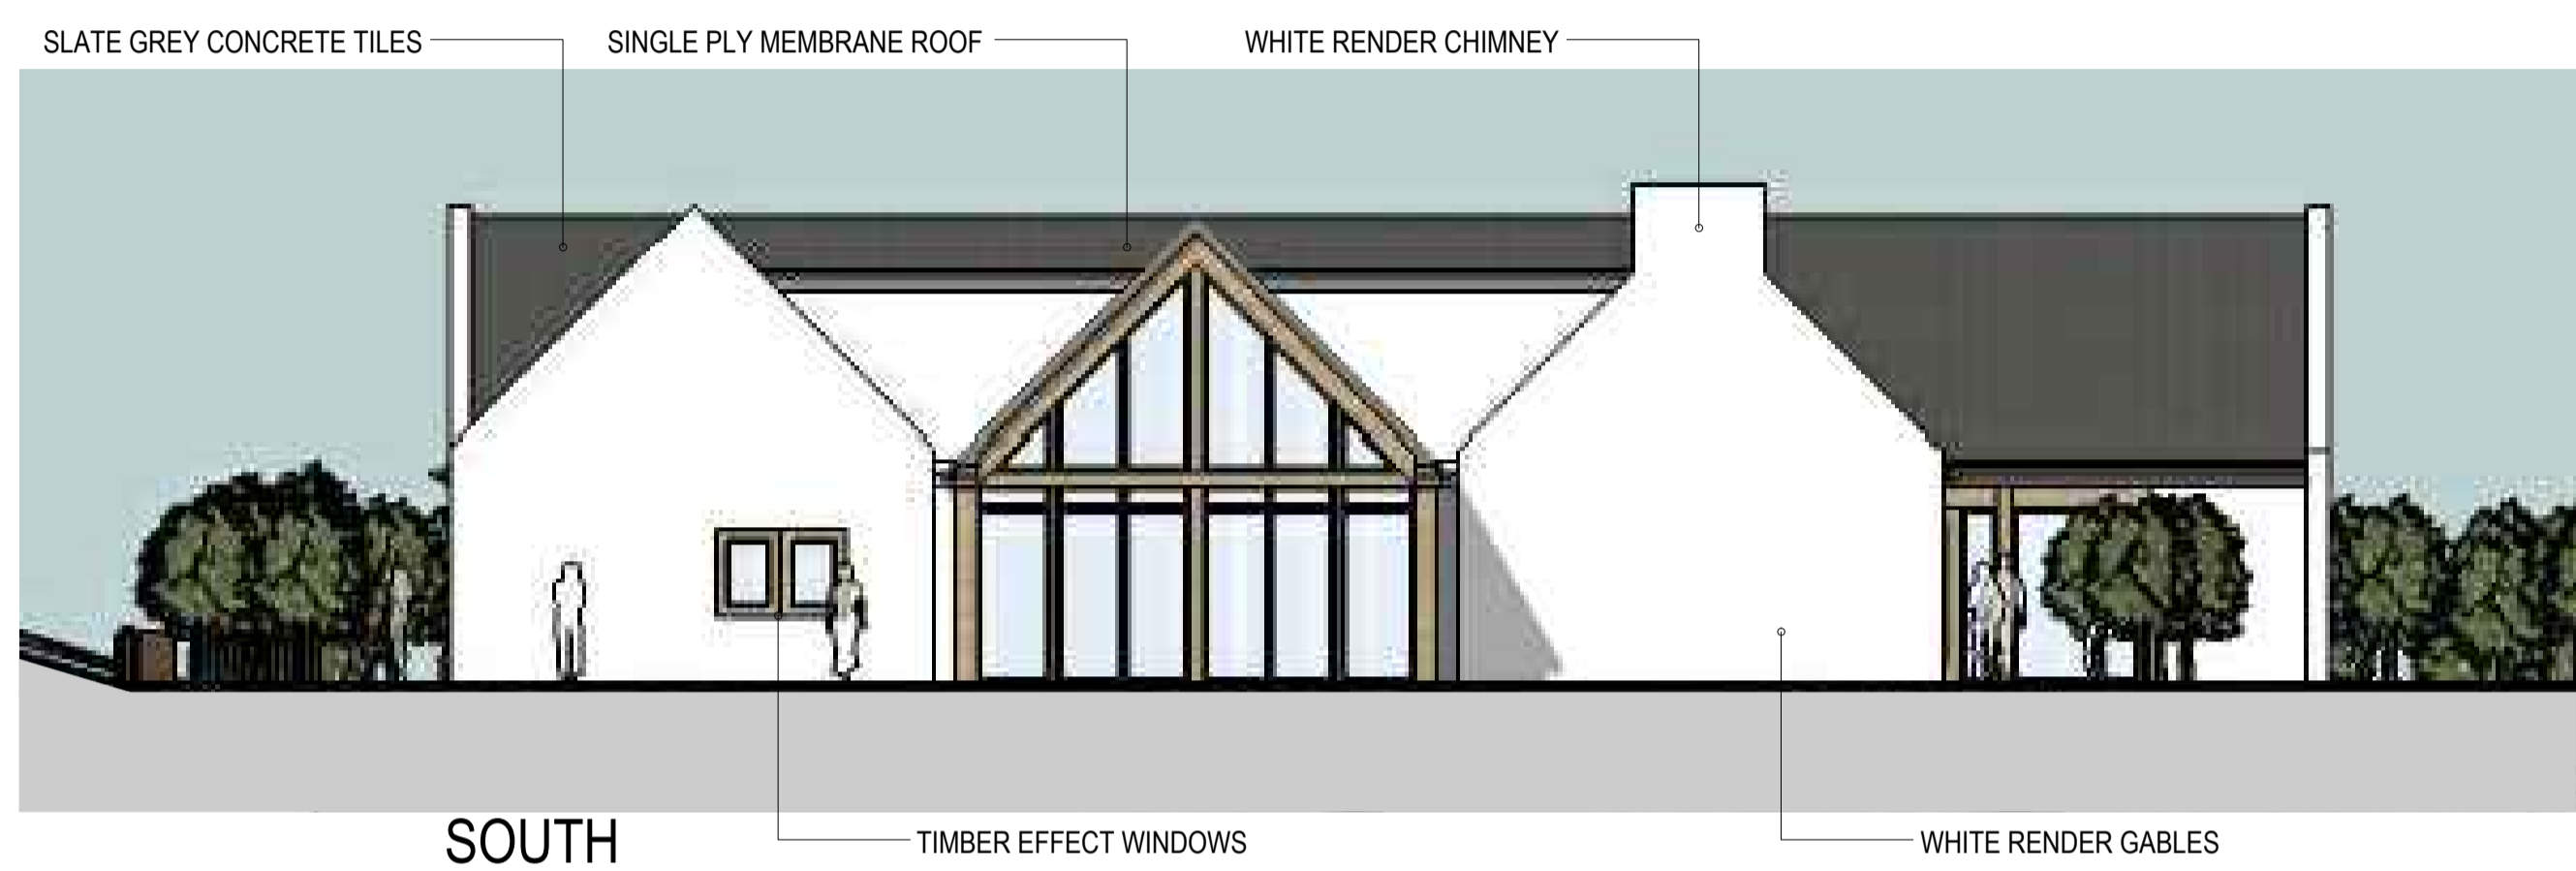 SLATE GREY CONCRETE TILES
SINGLE PLY MEMBRANE ROOF
WHITE RENDER CHIMNEY
SOUTH
TIMBER EFFECT WINDOWS
WHITE RENDER GABLES